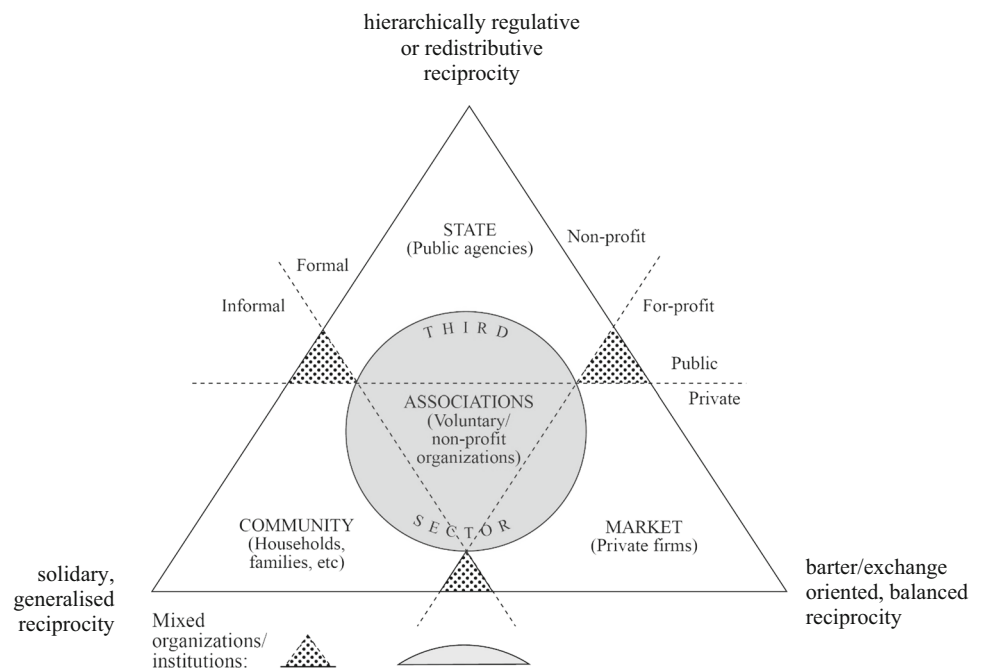 hierarchically regulative
or redistributive
reciprocity
STATE
(Public agencies)
Non-profit
Formal
Informal
For-profit
THIRD
Public
Private
ASSOCIATIONS
(Voluntary/
non-profit
organizations)
SECTOR
COMMUNITY
(Households,
families, etc)
MARKET
(Private firms)
solidary,
generalised
reciprocity
barter/exchange
oriented, balanced
reciprocity
Mixed
organizations/
institutions: